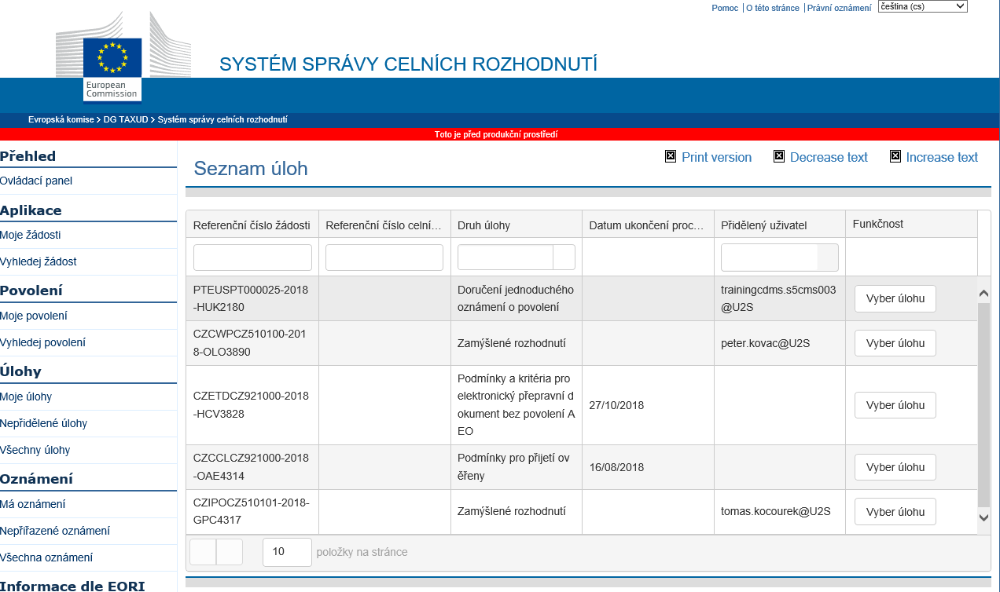 Pomoc | O této stránce | Právní oznámení čeština (cs)
SYSTÉM SPRÁVY CELNÍCH ROZHODNUTÍ
European
Commission
Evropská komise > DG TAXUD > Systém správy celních rozhodnutí
Toto je před produkční prostředí
Přehled
Ovládací panel
Aplikace
Moje žádosti
Vyhledej žádost
Povolení
Moje povolení
Vyhledej povolení
Úlohy
Moje úlohy
Nepřidělené úlohy
Všechny úlohy
Oznámení
Má oznámení
Nepřiřazené oznámení
Všechna oznámení
Informace dle EORI
Print version Decrease text Increase text
Seznam úloh
Referenční číslo žádosti Referenční číslo celní... Druh úlohy Datum ukončení proc... Přidělený uživatel Funkčnost
PTEUSPT000025-2018
-HUK2180
Doručení jednoduchého
oznámení o povolení
trainingcdms.s5cms003
@U2S
Vyber úlohu
CZCWPCZ510100-201
8-OLO3890
Zamýšlené rozhodnutí
peter.kovac@U2S
Vyber úlohu
CZETDCZ921000-2018
-HCV3828
Podmínky a kritéria pro
elektronický přepravní d
okument bez povolení A
EO
27/10/2018
Vyber úlohu
CZCCLCZ921000-2018
-OAE4314
Podmínky pro přijetí ov
ěřeny
16/08/2018
Vyber úlohu
CZIPOCZ510101-2018-
GPC4317
Zamýšlené rozhodnutí
tomas.kocourek@U2S
Vyber úlohu
10 položky na stránce